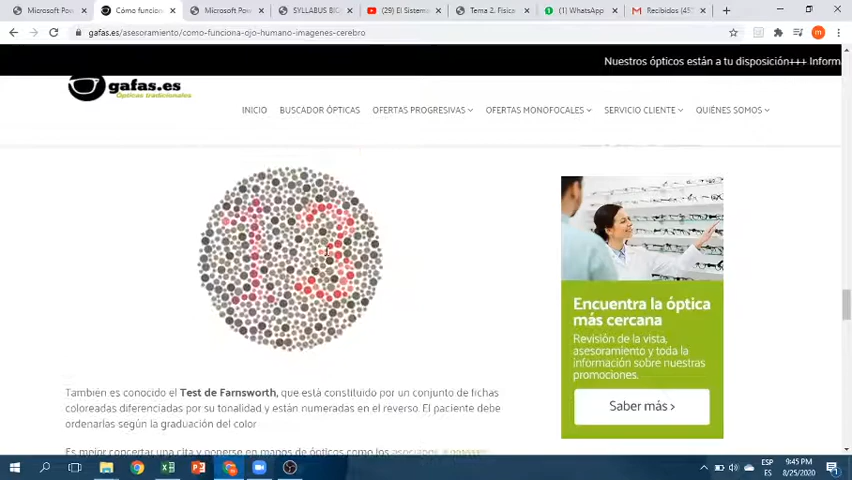 Microsoft Pow
Cómo funcion
Microsoft Pow
SYLLABUS BIO
(29) El Sistema
Tema 2. Física
(1) WhatsApp
Recibidos (45
gafas.es/asesoramiento/como-funciona-ojo-humano-imagenes-cerebro
Nuestros ópticos están a tu disposición+++ Inform
gafas.es
Ópticas tradicionales
INICIO BUSCADOR ÓPTICAS OFERTAS PROGRESIVAS OFERTAS MONOFOCALES SERVICIO CLIENTE QUIÉNES SOMOS
13
También es conocido el Test de Farnsworth, que está constituido por un conjunto de fichas
coloreadas diferenciadas por su tonalidad y están numeradas en el reverso. El paciente debe
ordenarlas según la graduación del color
Es mejor concertar una cita y ponerse en manos de ópticos como los
Encuentra la óptica
más cercana
Revisión de la vista,
asesoramiento y toda la
información sobre nuestras
promociones.
Saber más >
ESP
ES
9:45 PM
8/25/2020